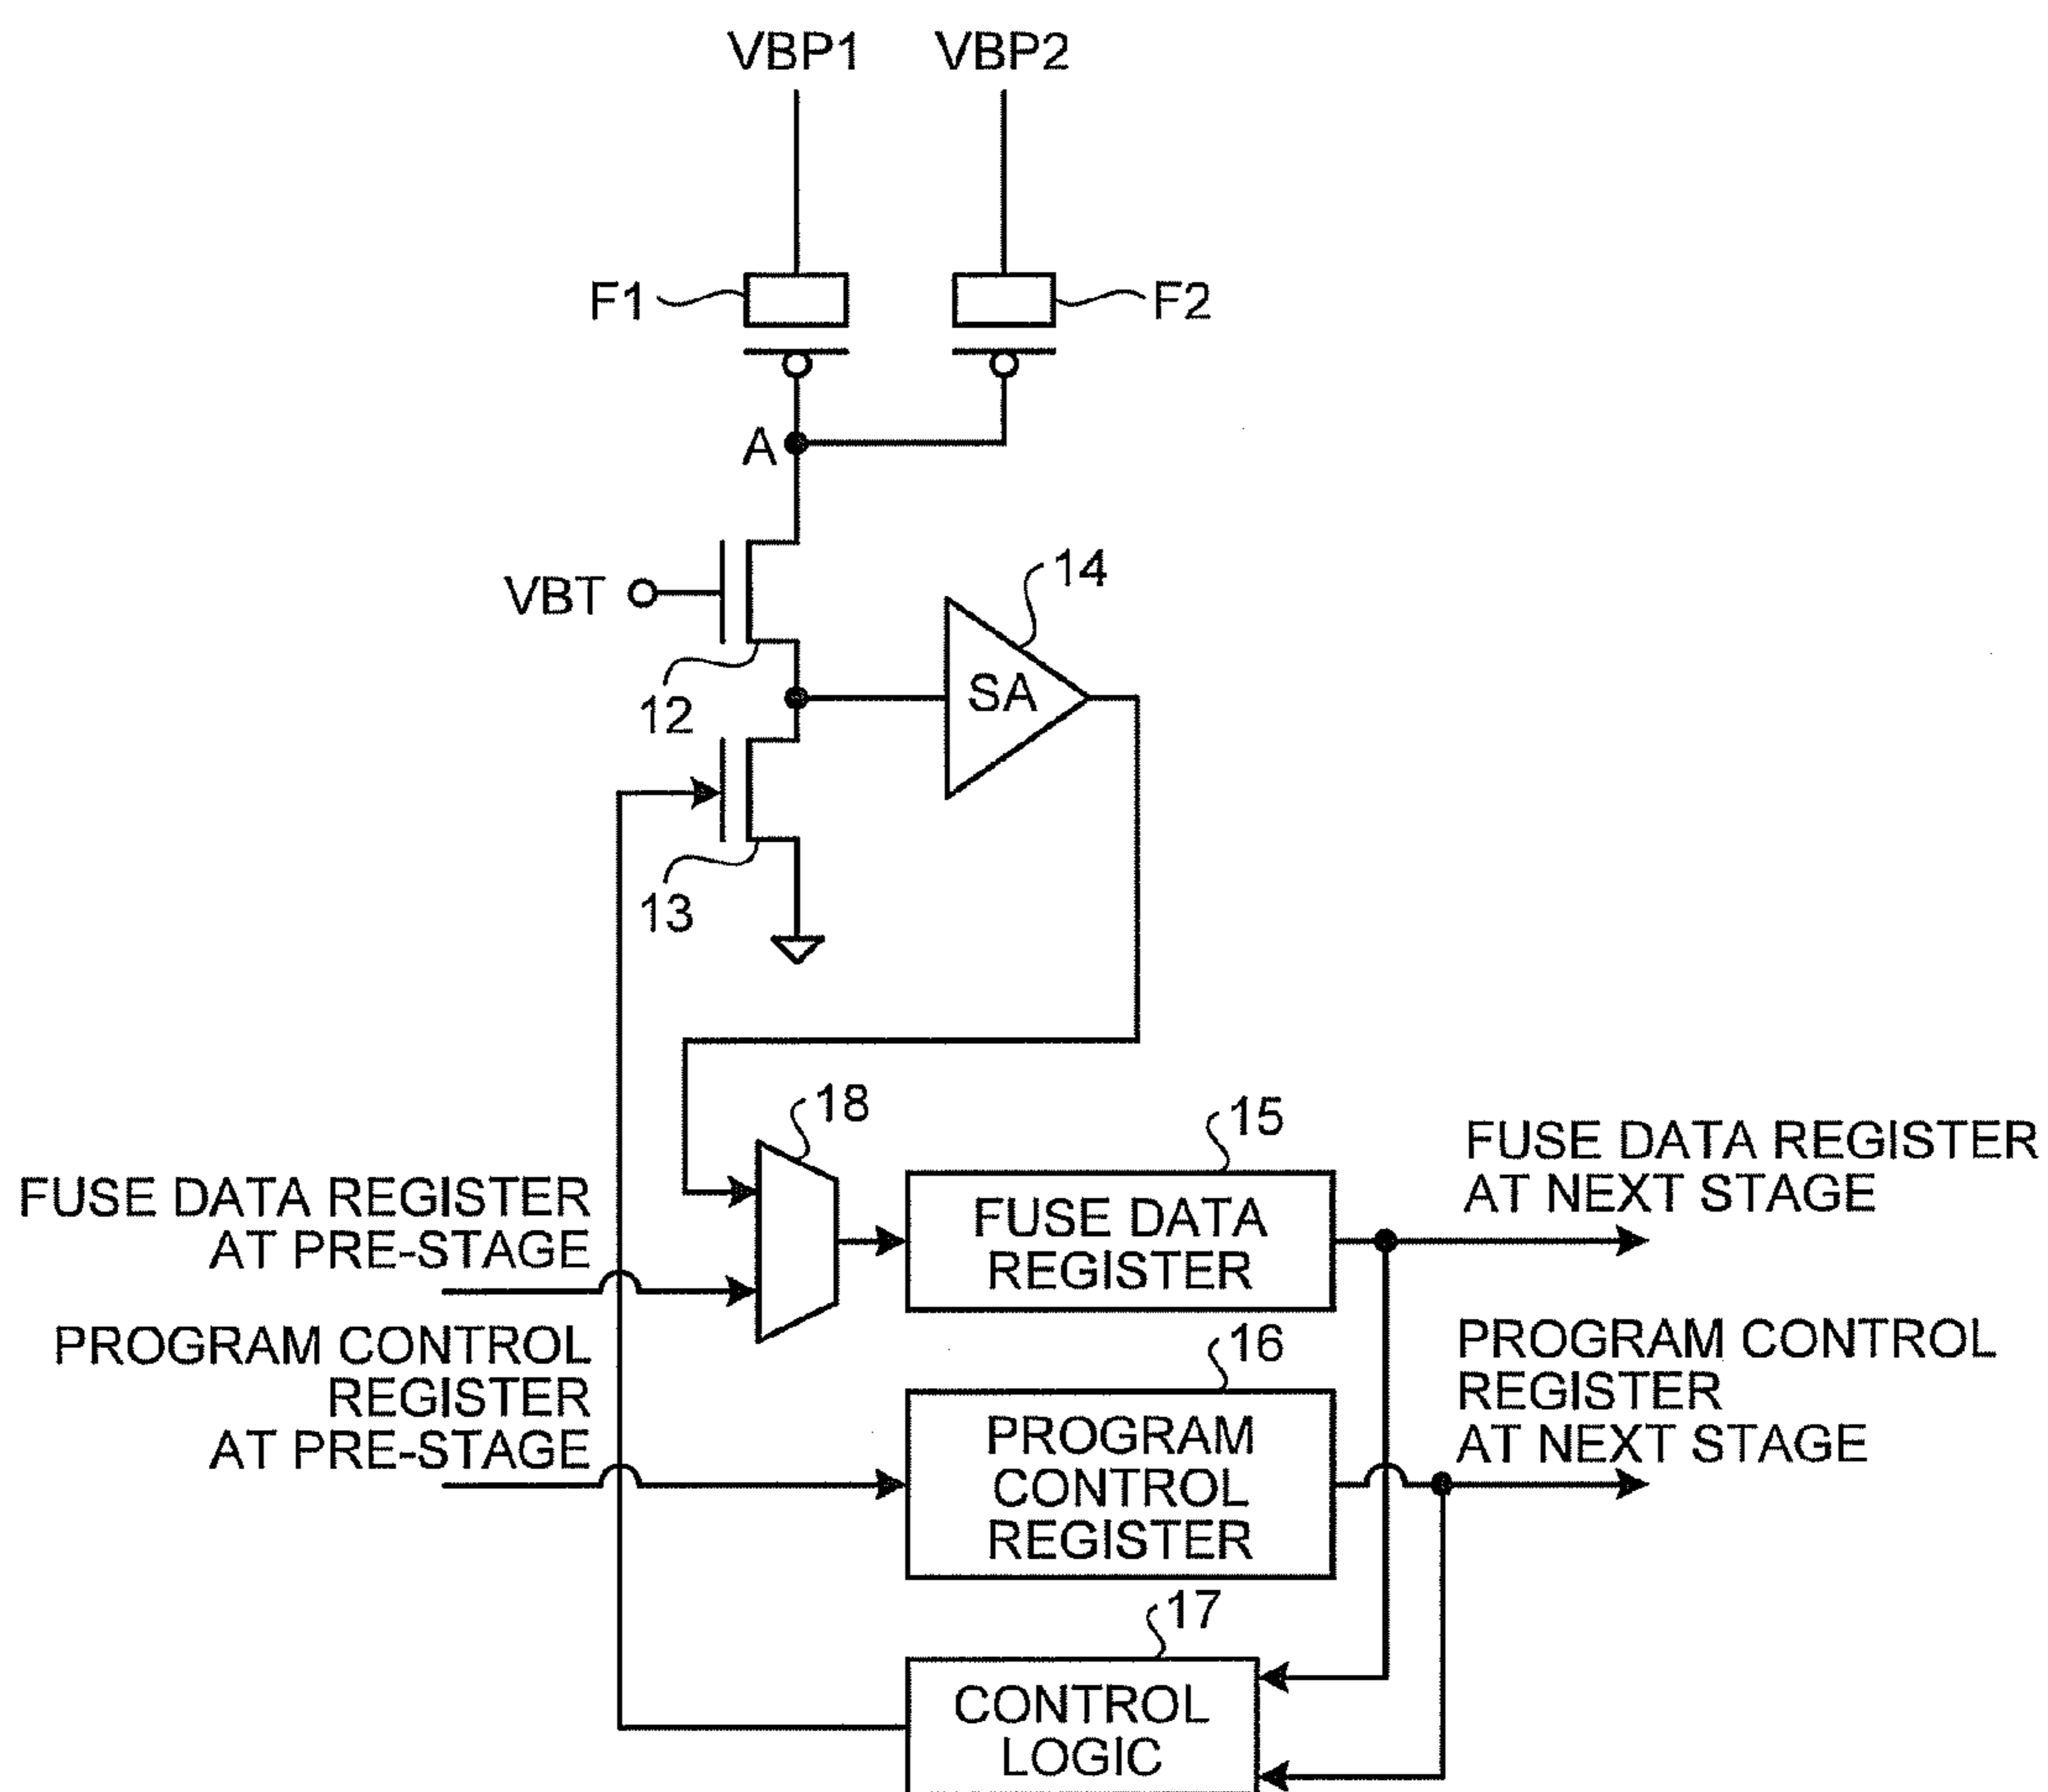 VBP1 VBP2
F1
F2
A
VBT
14
SA
12
13
18
15
FUSE DATA REGISTER
AT NEXT STAGE
FUSE DATA REGISTER
AT PRE-STAGE
FUSE DATA
REGISTER
16
PROGRAM CONTROL
REGISTER
AT PRE-STAGE
PROGRAM CONTROL
REGISTER
AT NEXT STAGE
PROGRAM
CONTROL
REGISTER
17
CONTROL
LOGIC